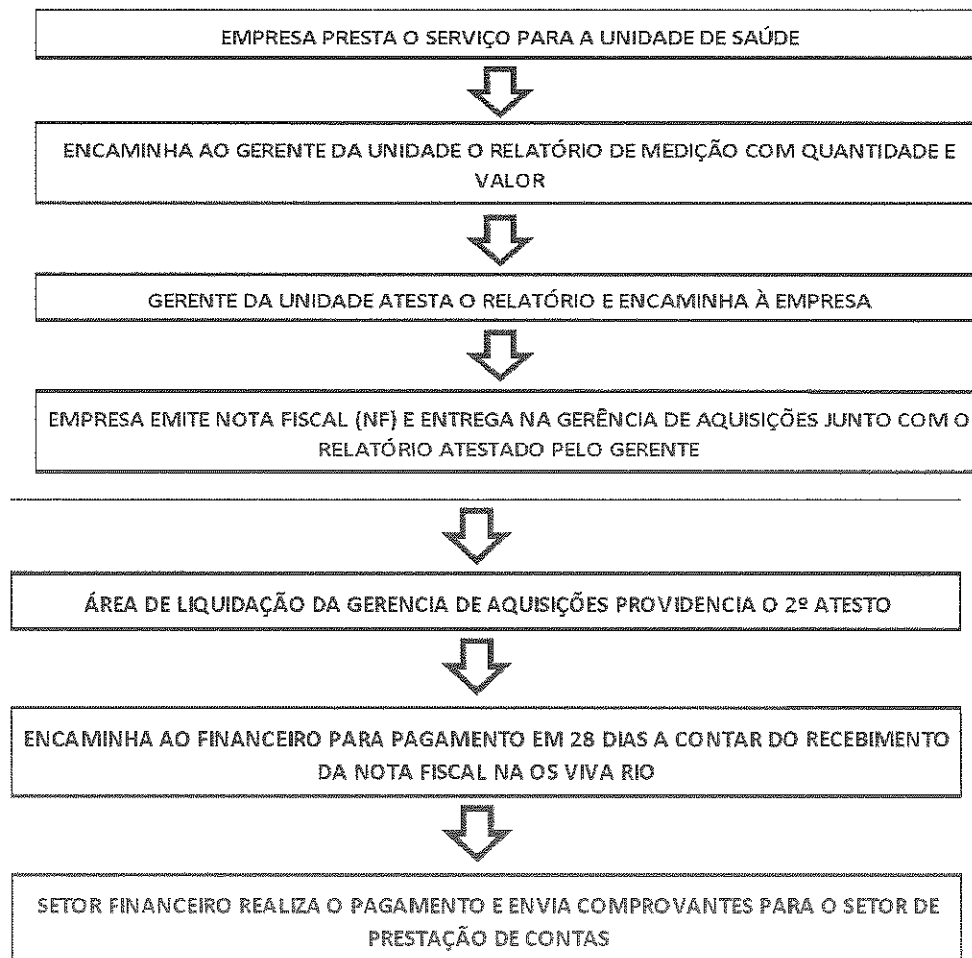 EMPRESA PRESTA O SERVIÇO PARA A UNIDADE DE SAÚDE
ENCAMINHA AO GERENTE DA UNIDADE O RELATÓRIO DE MEDIÇÃO COM QUANTIDADE E
VALOR
GERENTE DA UNIDADE ATESTA O RELATÓRIO E ENCAMINHA À EMPRESA
EMPRESA EMITE NOTA FISCAL (NF) E ENTREGA NA GERÊNCIA DE AQUISIÇÕES JUNTO COM O
RELATÓRIO ATESTADO PELO GERENTE
ÁREA DE LIQUIDAÇÃO DA GERENCIA DE AQUISIÇÕES PROVIDENCIA O 2º ATESTO
ENCAMINHA AO FINANCEIRO PARA PAGAMENTO EM 28 DIAS A CONTAR DO RECEBIMENTO
DA NOTA FISCAL NA OS VIVA RIO
SETOR FINANCEIRO REALIZA O PAGAMENTO E ENVIA COMPROVANTES PARA O SETOR DE
PRESTAÇÃO DE CONTAS